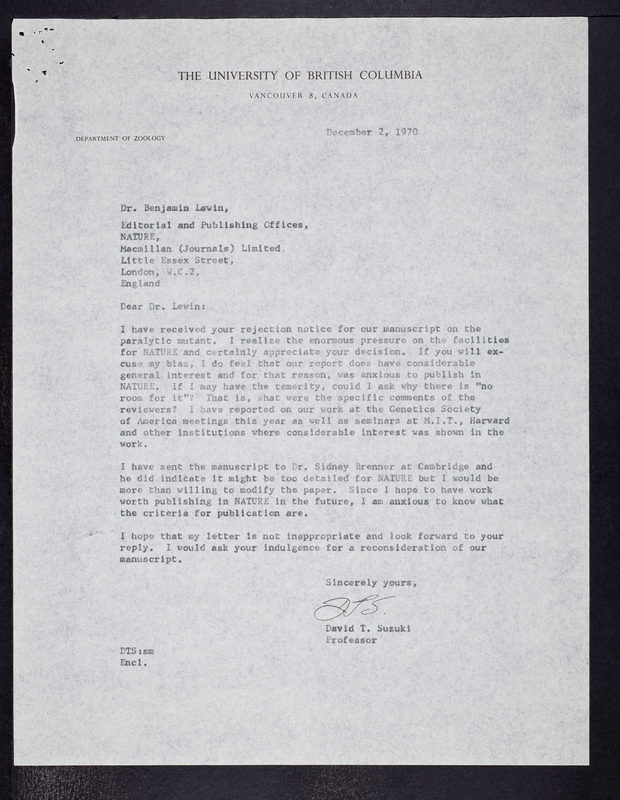 THE UNIVERSITY OF BRITISH COLUMBIA
VANCOUVER 8, CANADA
DEPARTMENT OF ZOOLOGY
December 2, 1970
Dr. Benjamin Lewin,
Editorial and Publishing Offices,
NATURE,
Macmillan (Journals) Limited
Little Essex Street,
London, W.C.2,
England
Dear Dr. Lewin:
I have received your rejection notice for our manuscript on the
paralytic mutant. I realize the enormous pressure on the facilities
for NATURE and certainly appreciate your decision. If you will ex-
cuse my bias, I do feel that our report does have considerable
general interest and for that reason, was anxious to publish in
NATURE. If I may have the temerity, could I ask why there is "no
room for it"? That is, what were the specific comments of the
reviewers? I have reported on our work at the Genetics Society
of America meetings this year as well as seminars at M.I.T., Harvard
and other institutions where considerable interest was shown in the
work.
I have sent the manuscript to Dr. Sidney Brenner at Cambridge and
he did indicate it might be too detailed for NATURE but I would be
more than willing to modify the paper. Since I hope to have work
worth publishing in NATURE in the future, I am anxious to know what
the criteria for publication are.
I hope that my letter is not inappropriate and look forward to your
reply. I would ask your indulgence for a reconsideration of our
manuscript.
Sincerely yours,
DTS.
David T. Suzuki
Professor
DTS:sm
Encl.